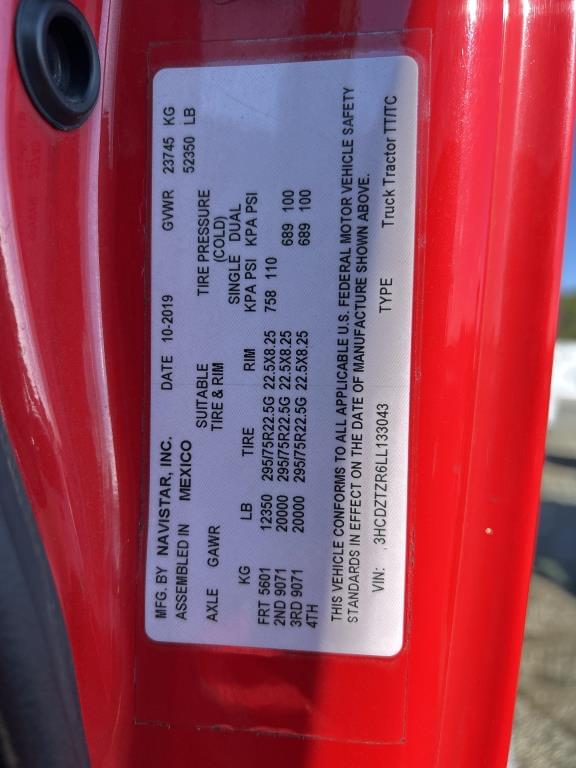 MFG. BY NAVISTAR, INC. DATE 10-2019 GVWR 23745 KG
ASSEMBLED IN MEXICO 52350 LB
AXLE GAWR SUITABLE TIRE PRESSURE
TIRE & RIM (COLD)
SINGLE DUAL
KG LB TIRE RIM KPA PSI KPA PSI
FRT 5601 12350 295/75R22.5G 22.5X8.25 758 110
2ND 9071 20000 295/75R22.5G 22.5X8.25 689 100
3RD 9071 20000 295/75R22.5G 22.5X8.25 689 100
4TH
THIS VEHICLE CONFORMS TO ALL APPLICABLE U.S. FEDERAL MOTOR VEHICLE SAFETY
STANDARDS IN EFFECT ON THE DATE OF MANUFACTURE SHOWN ABOVE.
VIN: 3HCDZTZR6LL133043 TYPE Truck Tractor TT/TC